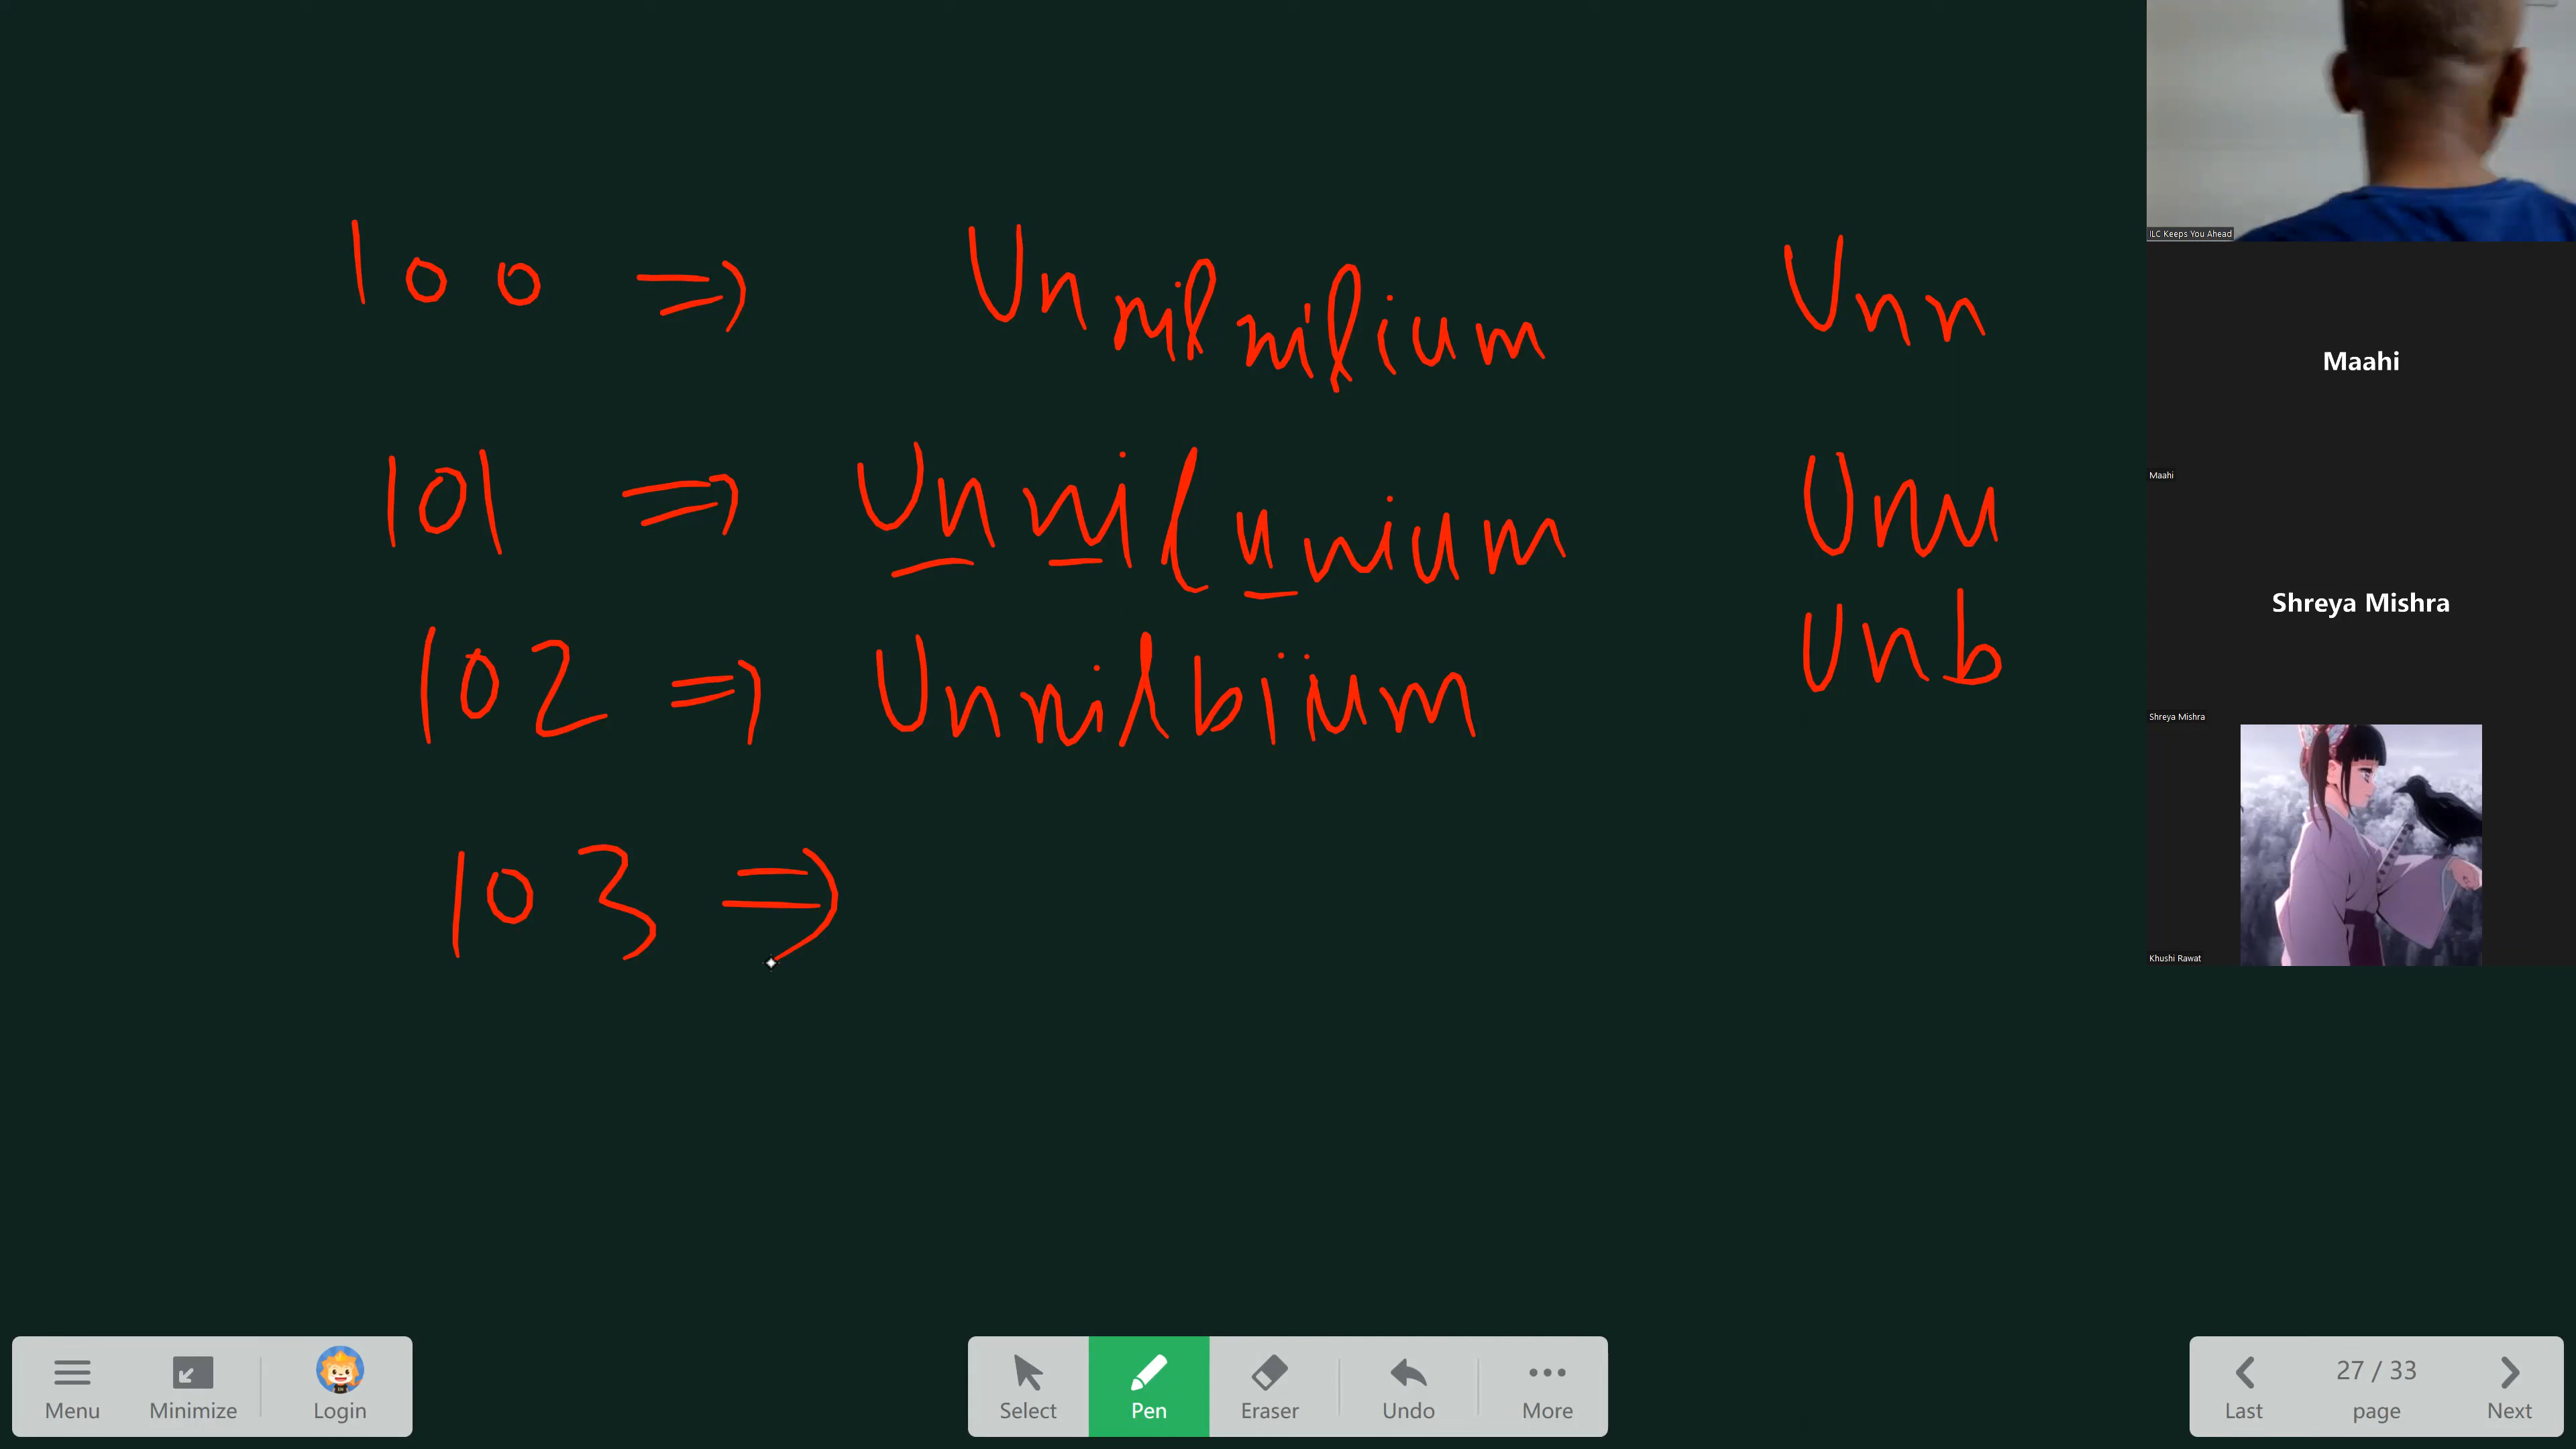 100 ⇒ Unnilnilium Unn
101 ⇒ Unnilunium Unu
102 ⇒ Unnilbiium Unb
103 ⇒
ILC Keeps You Ahead
Maahi
Maahi
Shreya Mishra
Shreya Mishra
Khushi Rawat
Menu Minimize Login Select Pen Eraser Undo More Last 27 / 33 page Next